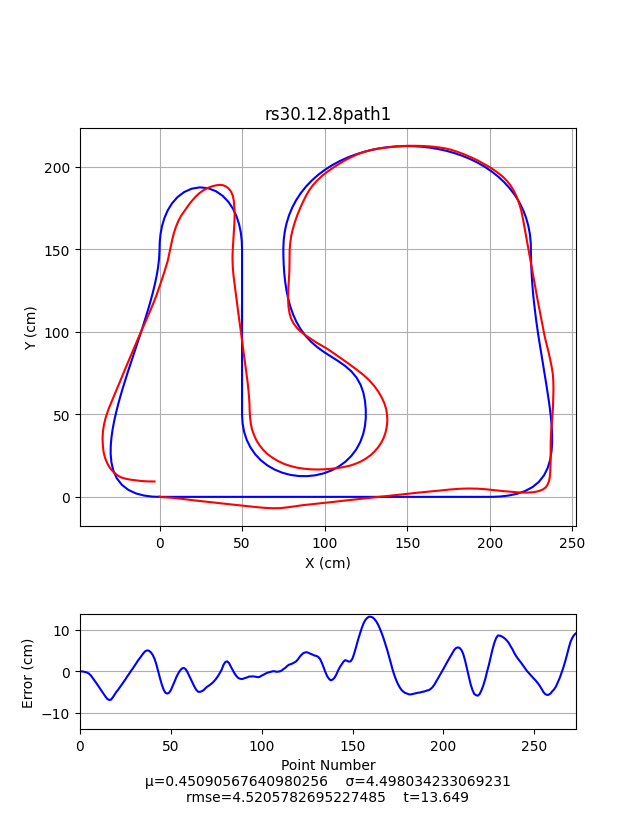 rs30.12.8path1
200
150
100
50
0
Y (cm)
0 50 100 150 200 250
X (cm)
10
0
−10
Error (cm)
0 50 100 150 200 250
Point Number
μ=0.45090567640980256 σ=4.498034233069231
rmse=4.5205782695227485 t=13.649